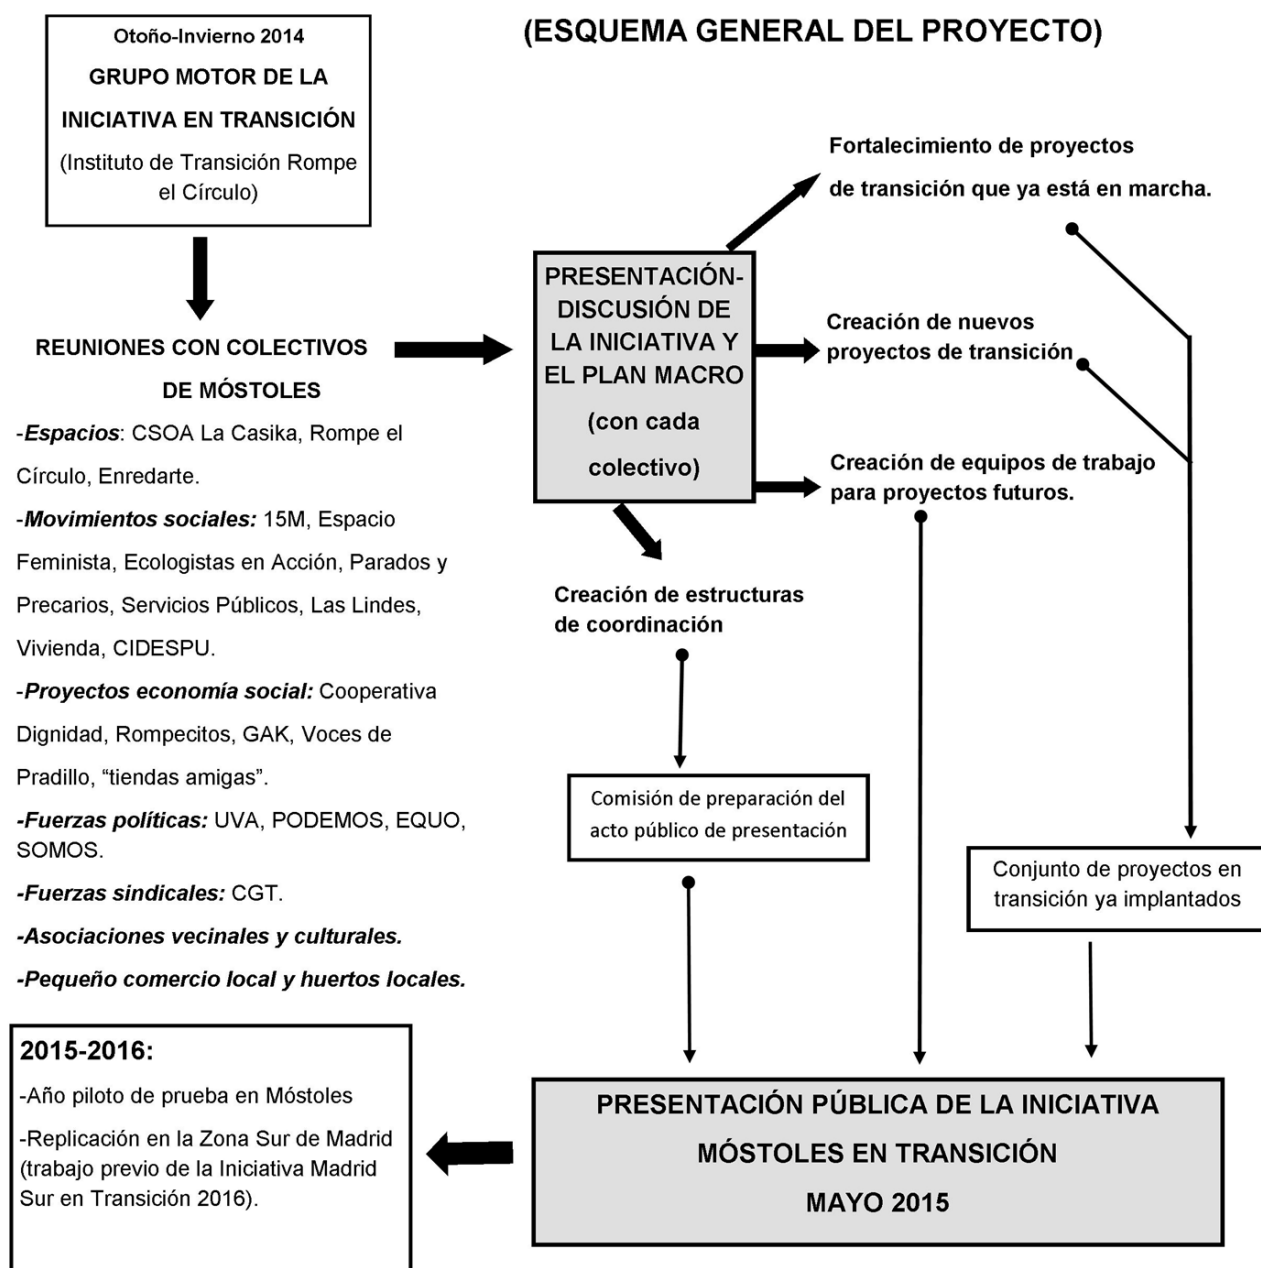 (ESQUEMA GENERAL DEL PROYECTO)
Otoño-Invierno 2014
GRUPO MOTOR DE LA
INICIATIVA EN TRANSICIÓN
(Instituto de Transición Rompe
el Círculo)
REUNIONES CON COLECTIVOS
DE MÓSTOLES
-Espacios: CSOA La Casika, Rompe el
Círculo, Enredarte.
-Movimientos sociales: 15M, Espacio
Feminista, Ecologistas en Acción, Parados y
Precarios, Servicios Públicos, Las Lindes,
Vivienda, CIDESPU.
-Proyectos economía social: Cooperativa
Dignidad, Rompecitos, GAK, Voces de
Pradillo, “tiendas amigas”.
-Fuerzas políticas: UVA, PODEMOS, EQUO,
SOMOS.
-Fuerzas sindicales: CGT.
-Asociaciones vecinales y culturales.
-Pequeño comercio local y huertos locales.
PRESENTACIÓN-
DISCUSIÓN DE
LA INICIATIVA Y
EL PLAN MACRO
(con cada
colectivo)
Fortalecimiento de proyectos
de transición que ya está en marcha.
Creación de nuevos
proyectos de transición
Creación de equipos de trabajo
para proyectos futuros.
Creación de estructuras
de coordinación
Comisión de preparación del
acto público de presentación
Conjunto de proyectos en
transición ya implantados
PRESENTACIÓN PÚBLICA DE LA INICIATIVA
MÓSTOLES EN TRANSICIÓN
MAYO 2015
2015-2016:
-Año piloto de prueba en Móstoles
-Replicación en la Zona Sur de Madrid
(trabajo previo de la Iniciativa Madrid
Sur en Transición 2016).